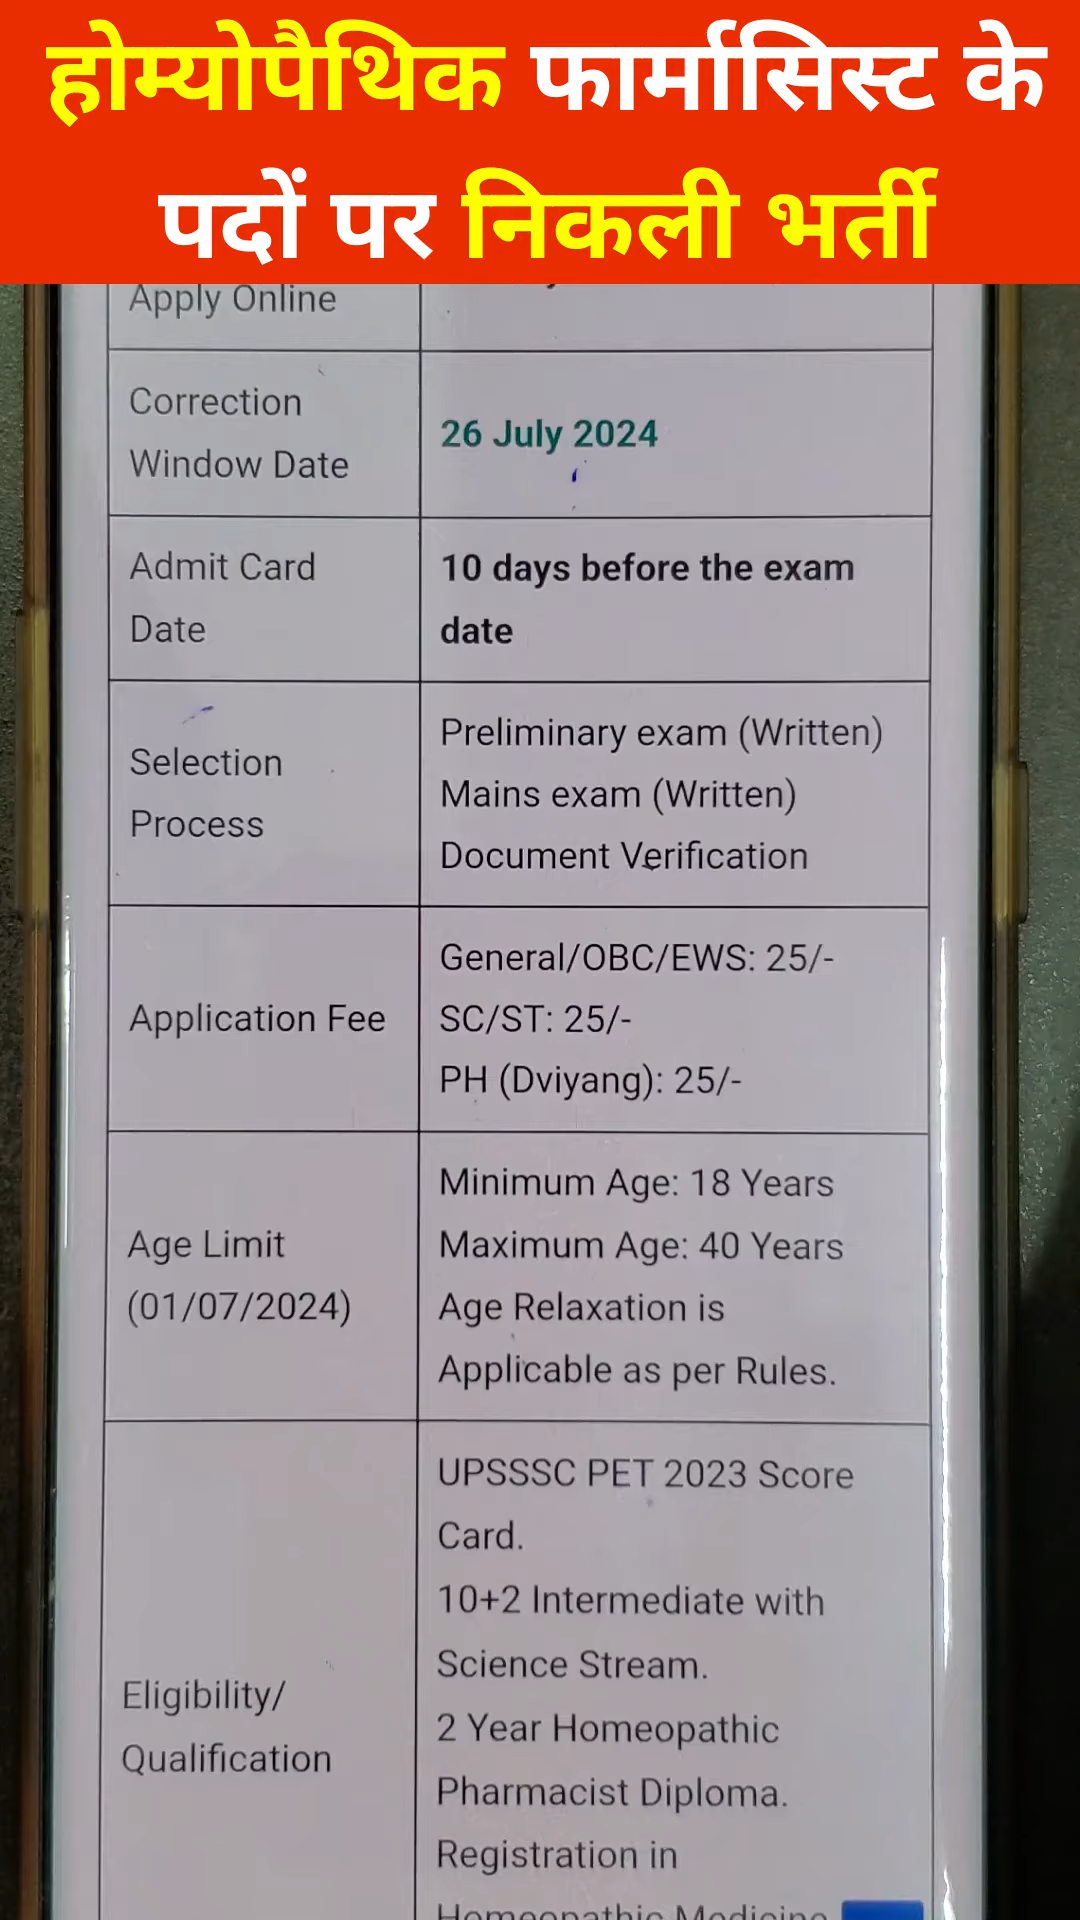 होम्योपैथिक फार्मासिस्ट के
पदों पर निकली भर्ती
Apply Online
Correction
Window Date
26 July 2024
Admit Card
Date
10 days before the exam
date
Selection
Process
Preliminary exam (Written)
Mains exam (Written)
Document Verification
Application Fee
General/OBC/EWS: 25/-
SC/ST: 25/-
PH (Dviyang): 25/-
Age Limit
(01/07/2024)
Minimum Age: 18 Years
Maximum Age: 40 Years
Age Relaxation is
Applicable as per Rules.
Eligibility/
Qualification
UPSSSC PET 2023 Score
Card.
10+2 Intermediate with
Science Stream.
2 Year Homeopathic
Pharmacist Diploma.
Registration in
Homeopathic Medicine